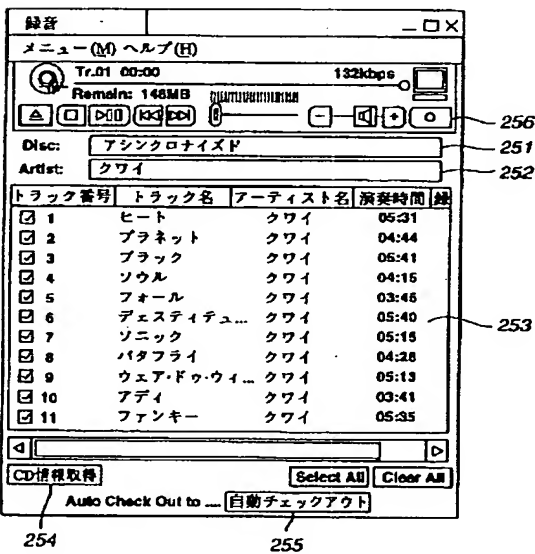 録音
メニュー(M) ヘルプ(H)
Tr.01 00:00 132kbps
Remain: 146MB
256
Disc: アシンクロナイズド 251
Artist: クワイ 252
トラック番号 トラック名 アーティスト名 演奏時間 録
1 ヒート クワイ 05:31
2 プラネット クワイ 04:44
3 ブラック クワイ 05:41
4 ソウル クワイ 04:15
5 フォール クワイ 03:45
6 デェスティテュ... クワイ 05:40
253
7 ソニック クワイ 05:15
8 バタフライ クワイ 04:28
9 ウェア・ドゥ・ウィ... クワイ 05:13
10 アディ クワイ 03:41
11 ファンキー クワイ 05:35
CD情報取得 Select All Clear All
Auto Check Out to .... 自動チェックアウト
254 255